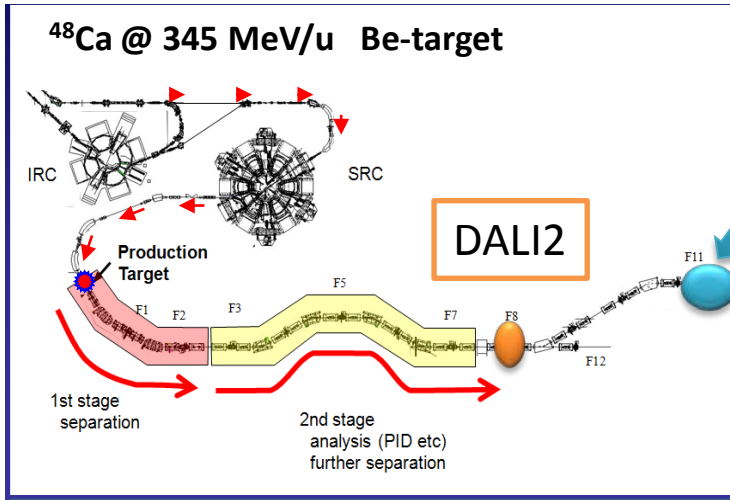 ⁴⁸Ca @ 345 MeV/u Be-target
IRC
SRC
Production
Target
DALI2
F1
F2
F3
F5
F7
F8
F11
F12
1st stage
separation
2nd stage
analysis (PID etc)
further separation